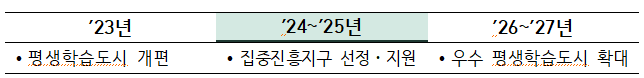 ’23년 ’24~’25년 ’26~’27년
• 평생학습도시 개편 • 집중진흥지구 선정・지원 • 우수 평생학습도시 확대